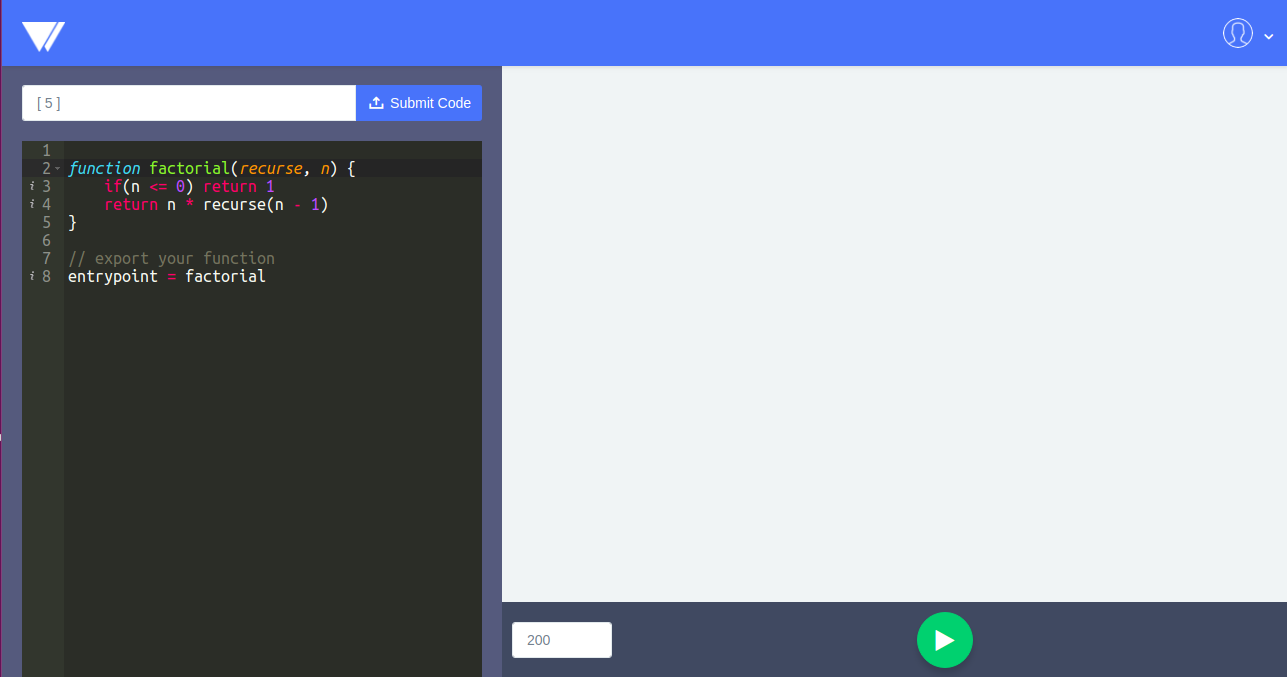 [ 5 ]
Submit Code
1
2 function factorial(recurse, n) {
i 3 if(n <= 0) return 1
i 4 return n * recurse(n - 1)
5 }
6
7 // export your function
i 8 entrypoint = factorial
200